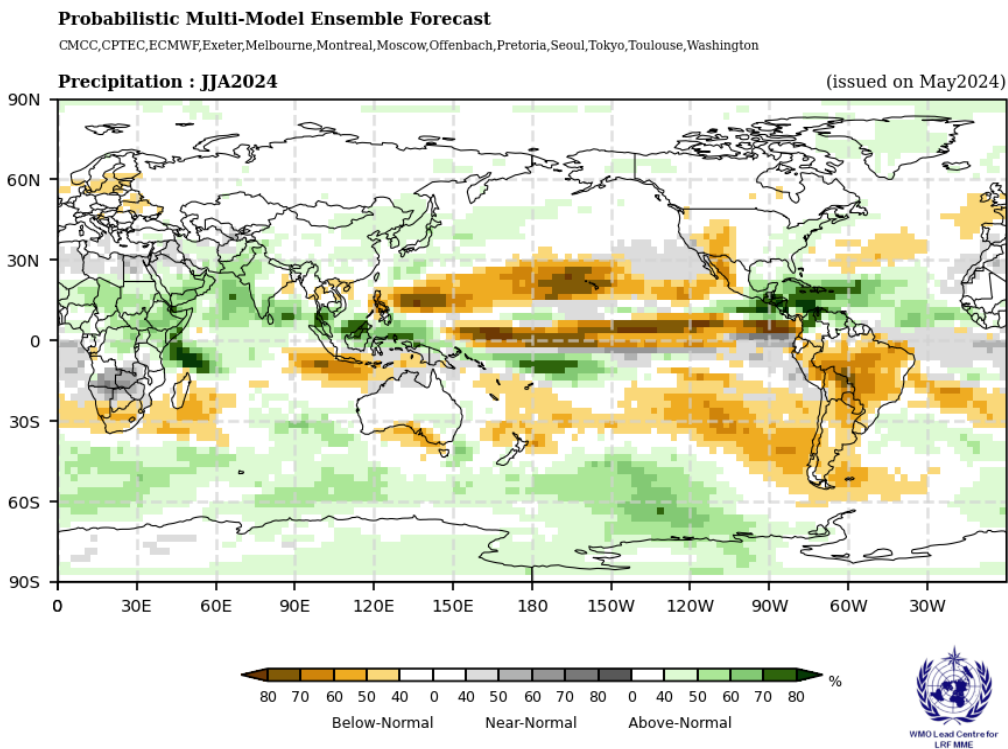 Probabilistic Multi-Model Ensemble Forecast
CMCC,CPTEC,ECMWF,Exeter,Melbourne,Montreal,Moscow,Offenbach,Pretoria,Seoul,Tokyo,Toulouse,Washington
Precipitation : JJA2024 (issued on May2024)
90N
60N
30N
0
30S
60S
90S
0 30E 60E 90E 120E 150E 180 150W 120W 90W 60W 30W
80 70 60 50 40 0 40 50 60 70 80 0 40 50 60 70 80 %
Below-Normal Near-Normal Above-Normal
WMO Lead Centre for
LRF MME